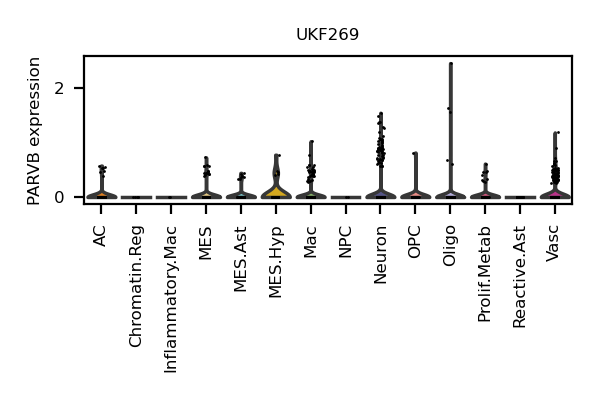 UKF269
PARVB expression
2
0
AC
Chromatin.Reg
Inflammatory.Mac
MES
MES.Ast
MES.Hyp
Mac
NPC
Neuron
OPC
Oligo
Prolif.Metab
Reactive.Ast
Vasc